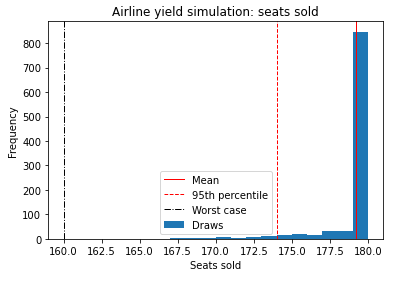 Airline yield simulation: seats sold
800
700
600
500
400
300
200
100
0
Frequency
Mean
95th percentile
Worst case
Draws
160.0 162.5 165.0 167.5 170.0 172.5 175.0 177.5 180.0
Seats sold